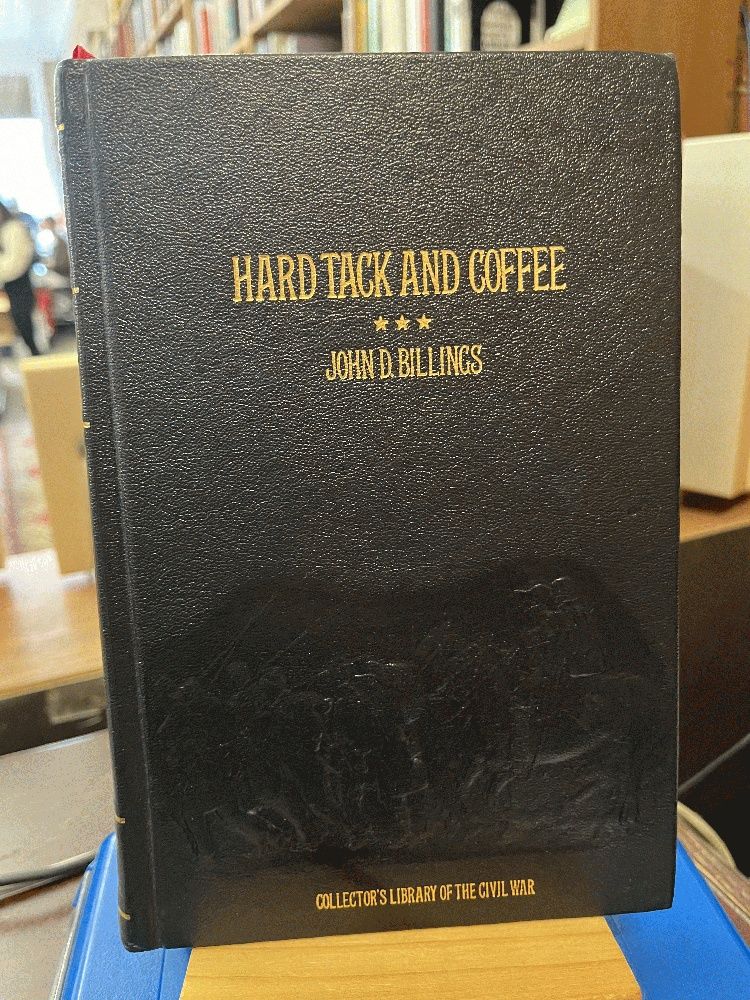 HARD TACK AND COFFEE
★★★
JOHN D. BILLINGS
COLLECTOR'S LIBRARY OF THE CIVIL WAR